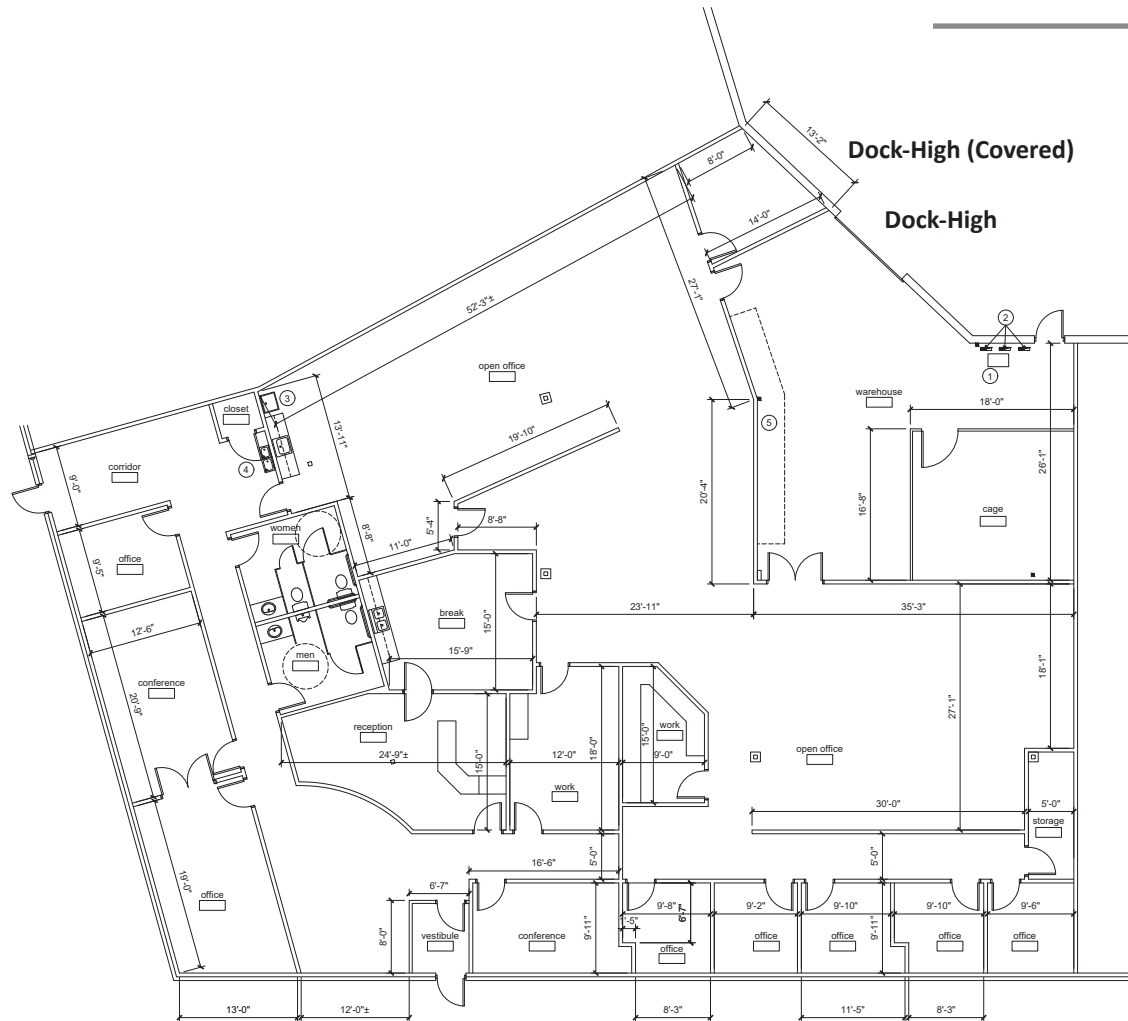 13'-2"
Dock-High (Covered)
8'-0"
Dock-High
14'-0"
27'-1"
52'-3"±
2
1
open office
3
closet
warehouse
18'-0"
13'-11"
19'-10"
5
26'-1"
4
corridor
9'-0"
20'-4"
16'-8"
cage
women
5'-4"
8'-8"
8'-8"
11'-0"
office
9'-5"
break
15'-0"
23'-11"
35'-3"
12'-6"
men
15'-9"
18'-1"
conference
20'-9"
27'-1"
reception
24'-9"±
15'-0"
12'-0"
18'-0"
work
15'-0"
work
9'-0"
open office
30'-0"
5'-0"
storage
16'-6"
5'-0"
5'-0"
19'-0"
office
6'-7"
8'-0"
vestibule
conference
9'-11"
9'-8"
6'-7"
office
9'-2"
office
9'-10"
office
9'-11"
9'-10"
office
9'-6"
office
13'-0"
12'-0"±
8'-3"
11'-5"
8'-3"